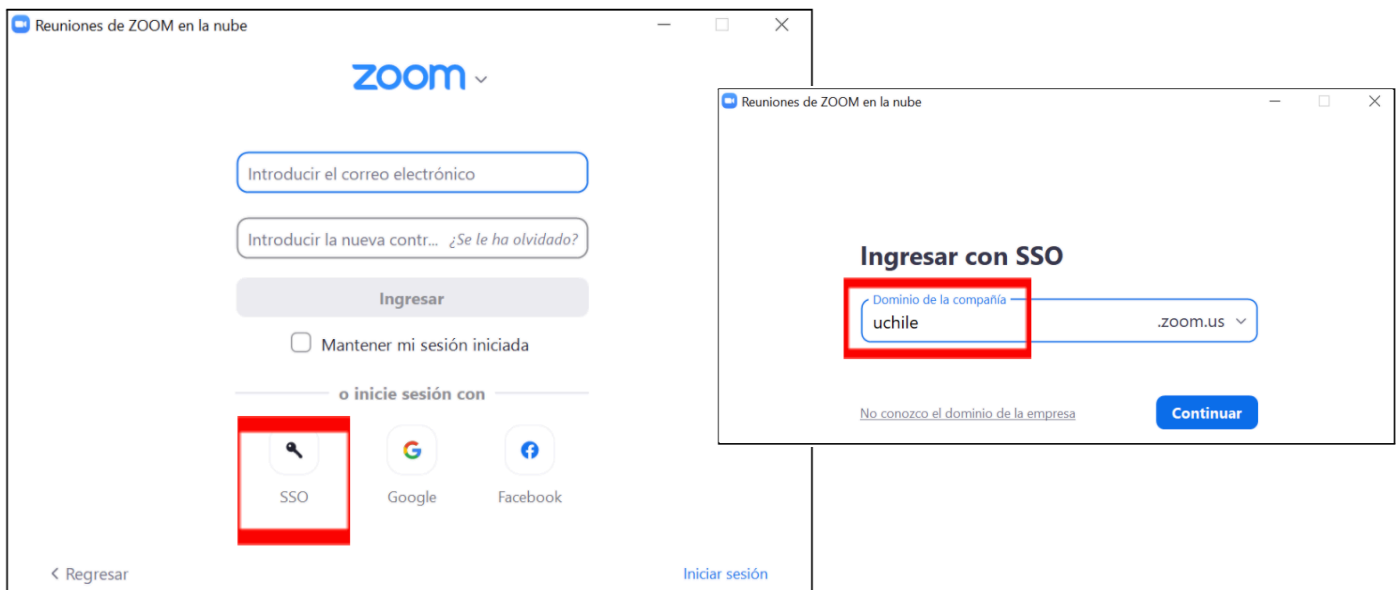 Reuniones de ZOOM en la nube
zoom
Introducir el correo electrónico
Introducir la nueva contr... ¿Se le ha olvidado?
Ingresar
Mantener mi sesión iniciada
o inicie sesión con
SSO Google Facebook
Regresar Iniciar sesión
Reuniones de ZOOM en la nube
Ingresar con SSO
Dominio de la compañía
uchile .zoom.us
No conozco el dominio de la empresa Continuar